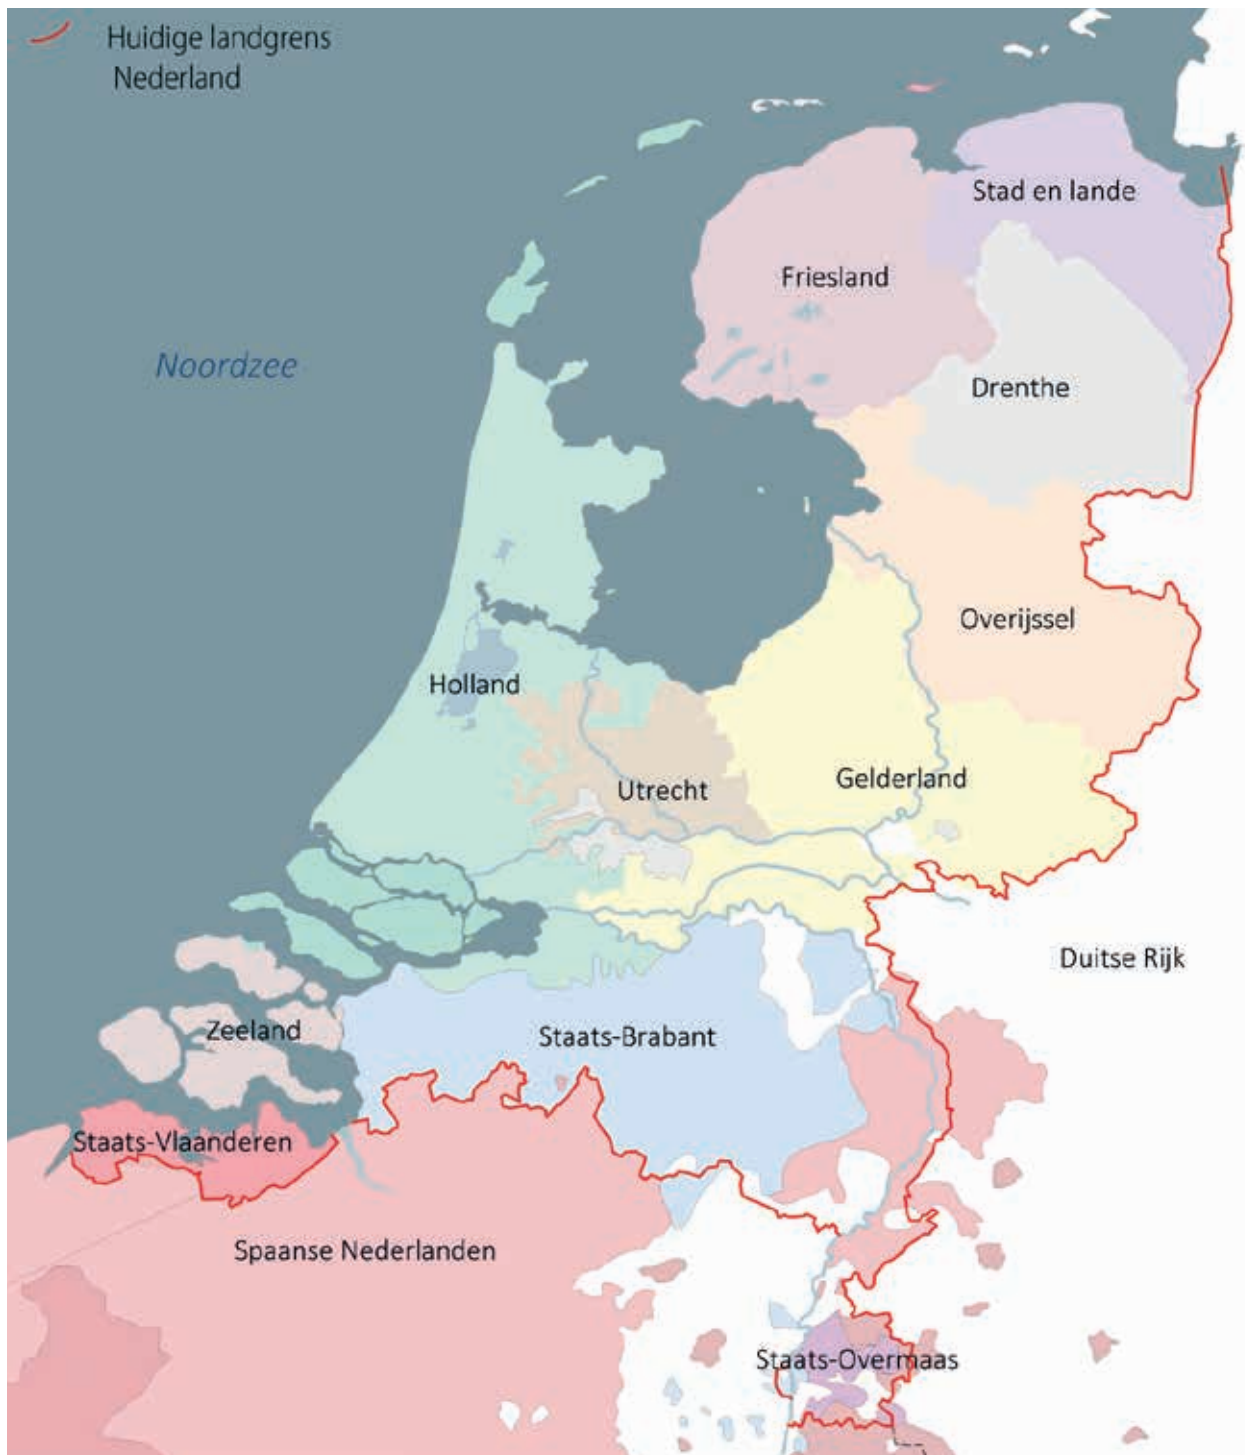 Huidige landgrens
Nederland
Stad en lande
Friesland
Noordzee
Drenthe
Overijssel
Holland
Gelderland
Utrecht
Duitse Rijk
Zeeland
Staats-Brabant
Staats-Vlaanderen
Spaanse Nederlanden
Staats-Overmaas